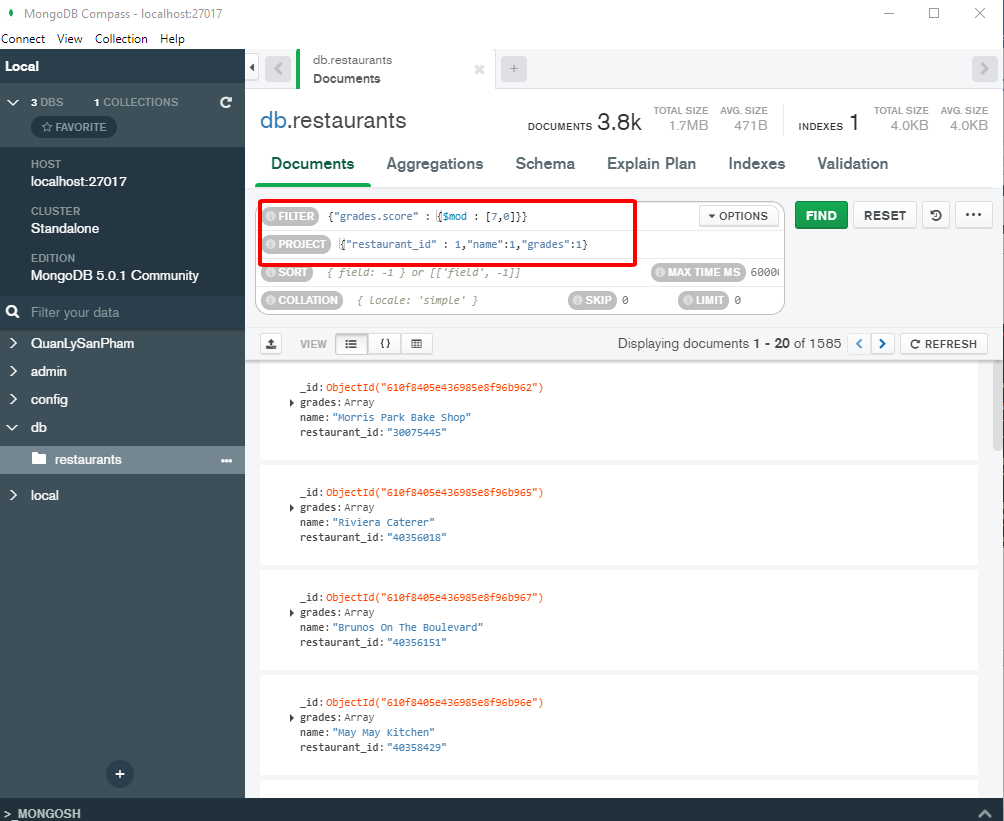 MongoDB Compass - localhost:27017
Connect View Collection Help
Local
3 DBS 1 COLLECTIONS
FAVORITE
HOST
localhost:27017
CLUSTER
Standalone
EDITION
MongoDB 5.0.1 Community
Filter your data
QuanLySanPham
admin
config
db
restaurants
local
>_MONGOSH
db.restaurants
Documents
db.restaurants
DOCUMENTS 3.8k TOTAL SIZE 1.7MB AVG. SIZE 471B INDEXES 1 TOTAL SIZE 4.0KB AVG. SIZE 4.0KB
Documents Aggregations Schema Explain Plan Indexes Validation
FILTER {"grades.score" : {$mod : [7,0]}} OPTIONS FIND RESET
PROJECT {"restaurant_id" : 1,"name":1,"grades":1}
SORT { field: -1 } or [['field', -1]] MAX TIME MS 60000
COLLATION { locale: 'simple' } SKIP 0 LIMIT 0
VIEW {} Displaying documents 1 - 20 of 1585 REFRESH
_id: ObjectId("610f8405e436985e8f96b962")
grades: Array
name: "Morris Park Bake Shop"
restaurant_id: "30075445"
_id: ObjectId("610f8405e436985e8f96b965")
grades: Array
name: "Riviera Caterer"
restaurant_id: "40356018"
_id: ObjectId("610f8405e436985e8f96b967")
grades: Array
name: "Brunos On The Boulevard"
restaurant_id: "40356151"
_id: ObjectId("610f8405e436985e8f96b96e")
grades: Array
name: "May May Kitchen"
restaurant_id: "40358429"